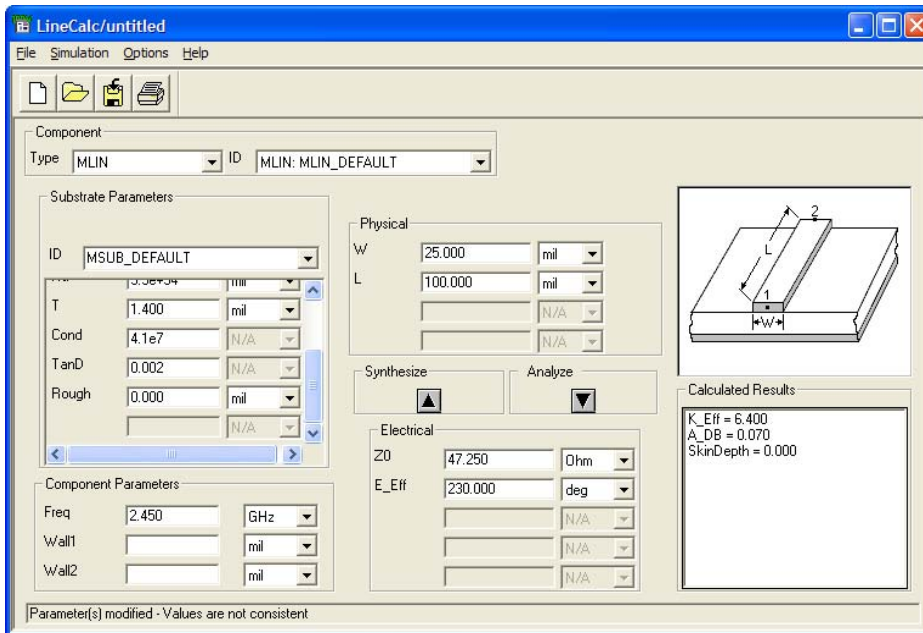 LineCalc/untitled
File Simulation Options Help
Component
Type MLIN ID MLIN: MLIN_DEFAULT
Substrate Parameters
ID MSUB_DEFAULT
mil
T 1.400 mil
Cond 4.1e7 N/A
TanD 0.002 N/A
Rough 0.000 mil
N/A
Component Parameters
Freq 2.450 GHz
Wall1 mil
Wall2 mil
Physical
W 25.000 mil
L 100.000 mil
N/A
N/A
Synthesize Analyze
Electrical
Z0 47.250 Ohm
E_Eff 230.000 deg
N/A
N/A
N/A
2
L
1
W
Calculated Results
K_Eff = 6.400
A_DB = 0.070
SkinDepth = 0.000
Parameter(s) modified - Values are not consistent